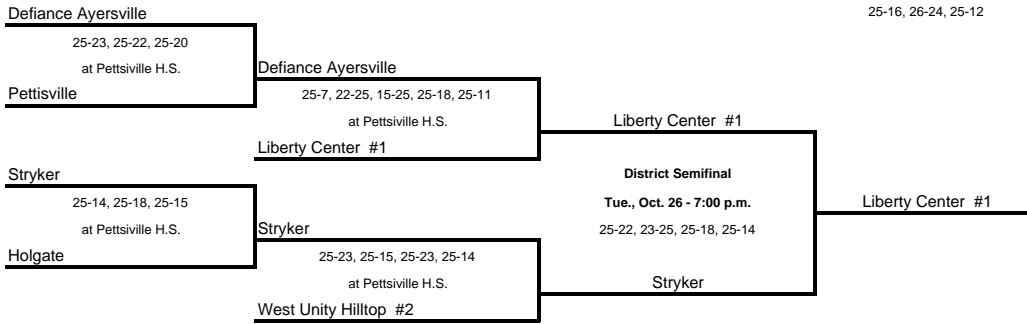 Defiance Ayersville
25-16, 26-24, 25-12
25-23, 25-22, 25-20
at Pettsiville H.S.
Defiance Ayersville
Pettisville
25-7, 22-25, 15-25, 25-18, 25-11
at Pettsiville H.S.
Liberty Center #1
Liberty Center #1
Stryker
District Semifinal
25-14, 25-18, 25-15
Tue., Oct. 26 - 7:00 p.m.
Liberty Center #1
at Pettsiville H.S.
Stryker
25-22, 23-25, 25-18, 25-14
Holgate
25-23, 25-15, 25-23, 25-14
at Pettsiville H.S.
Stryker
West Unity Hilltop #2